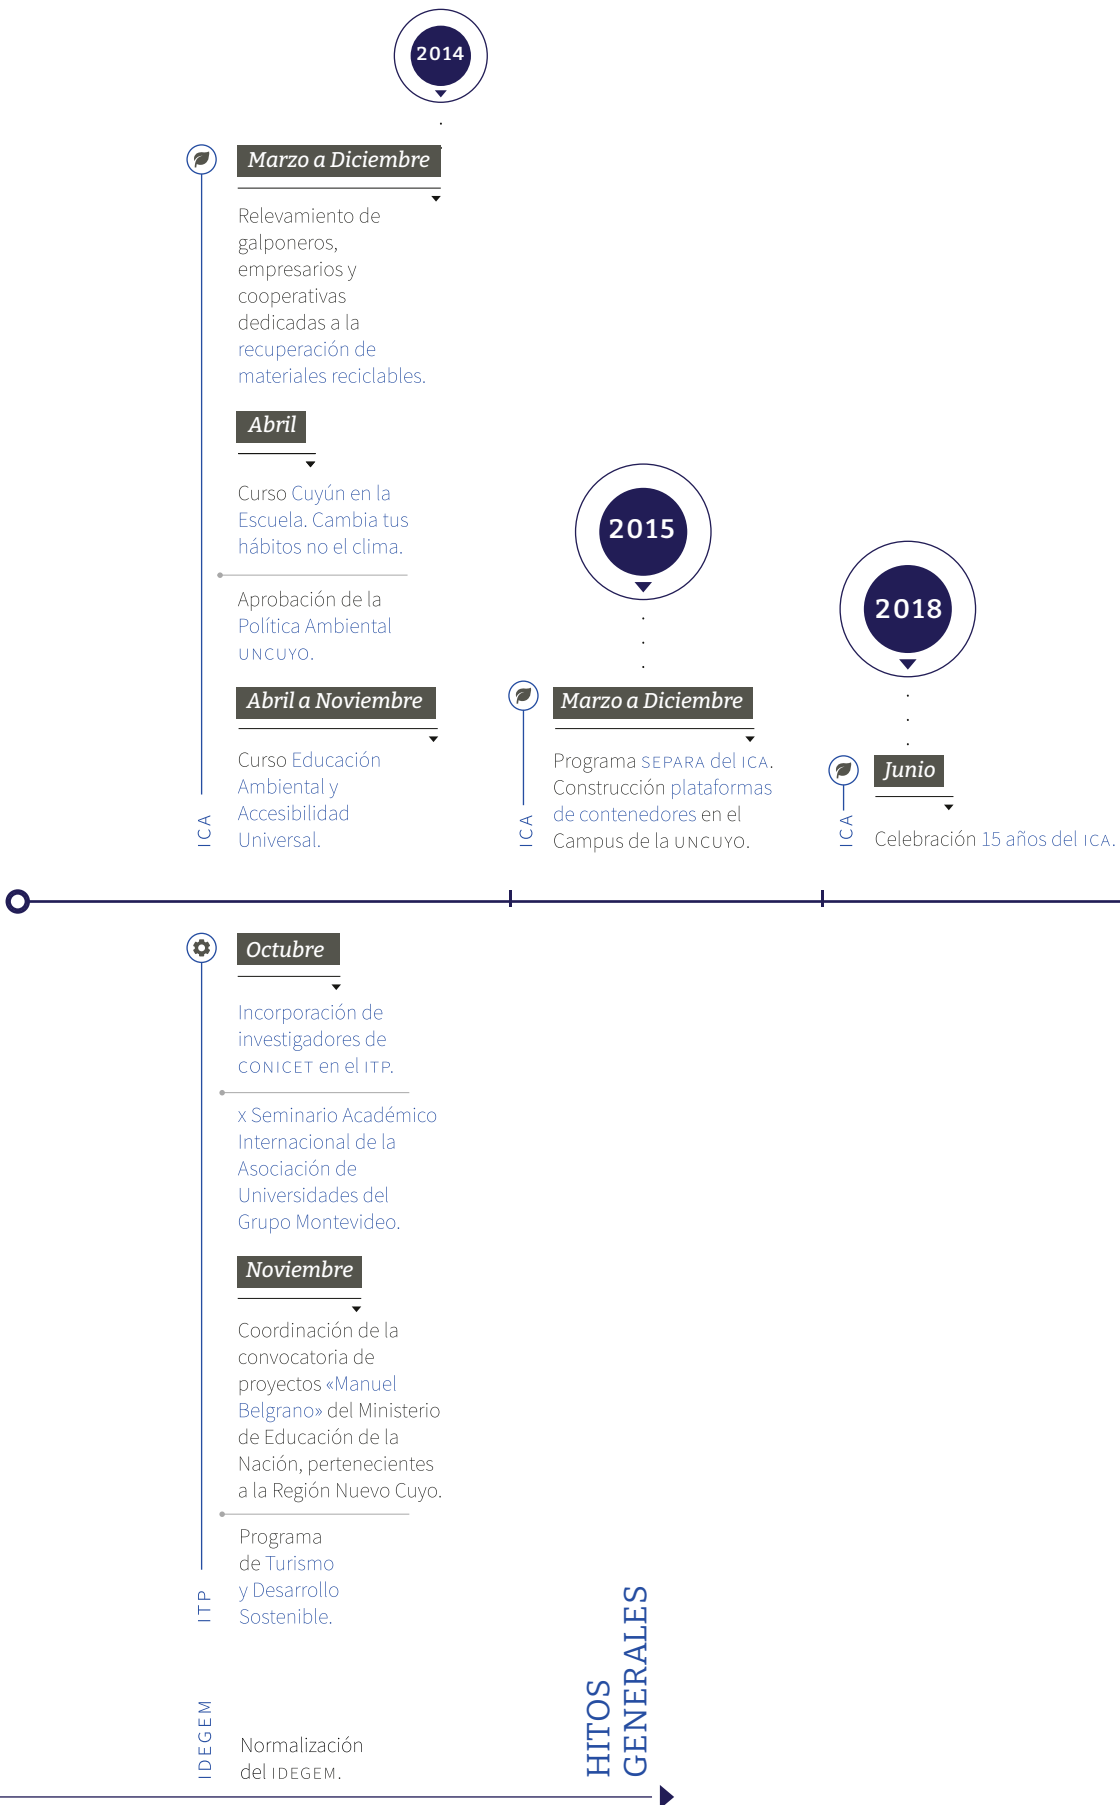 2014
Marzo a Diciembre
Relevamiento de
galponeros,
empresarios y
cooperativas
dedicadas a la
recuperación de
materiales reciclables.
Abril
Curso Cuyún en la
Escuela. Cambia tus
hábitos no el clima.
Aprobación de la
Política Ambiental
UNCUYO.
Abril a Noviembre
Curso Educación
Ambiental y
Accesibilidad
Universal.
ICA
2015
Marzo a Diciembre
Programa SEPARA del ICA.
Construcción plataformas
de contenedores en el
Campus de la UNCUYO.
ICA
2018
Junio
Celebración 15 años del ICA.
ICA
Octubre
Incorporación de
investigadores de
CONICET en el ITP.
X Seminario Académico
Internacional de la
Asociación de
Universidades del
Grupo Montevideo.
Noviembre
Coordinación de la
convocatoria de
proyectos «Manuel
Belgrano» del Ministerio
de Educación de la
Nación, pertenecientes
a la Región Nuevo Cuyo.
Programa
de Turismo
y Desarrollo
Sostenible.
ITP
IDEGEM
Normalización
del IDEGEM.
HITOS
GENERALES